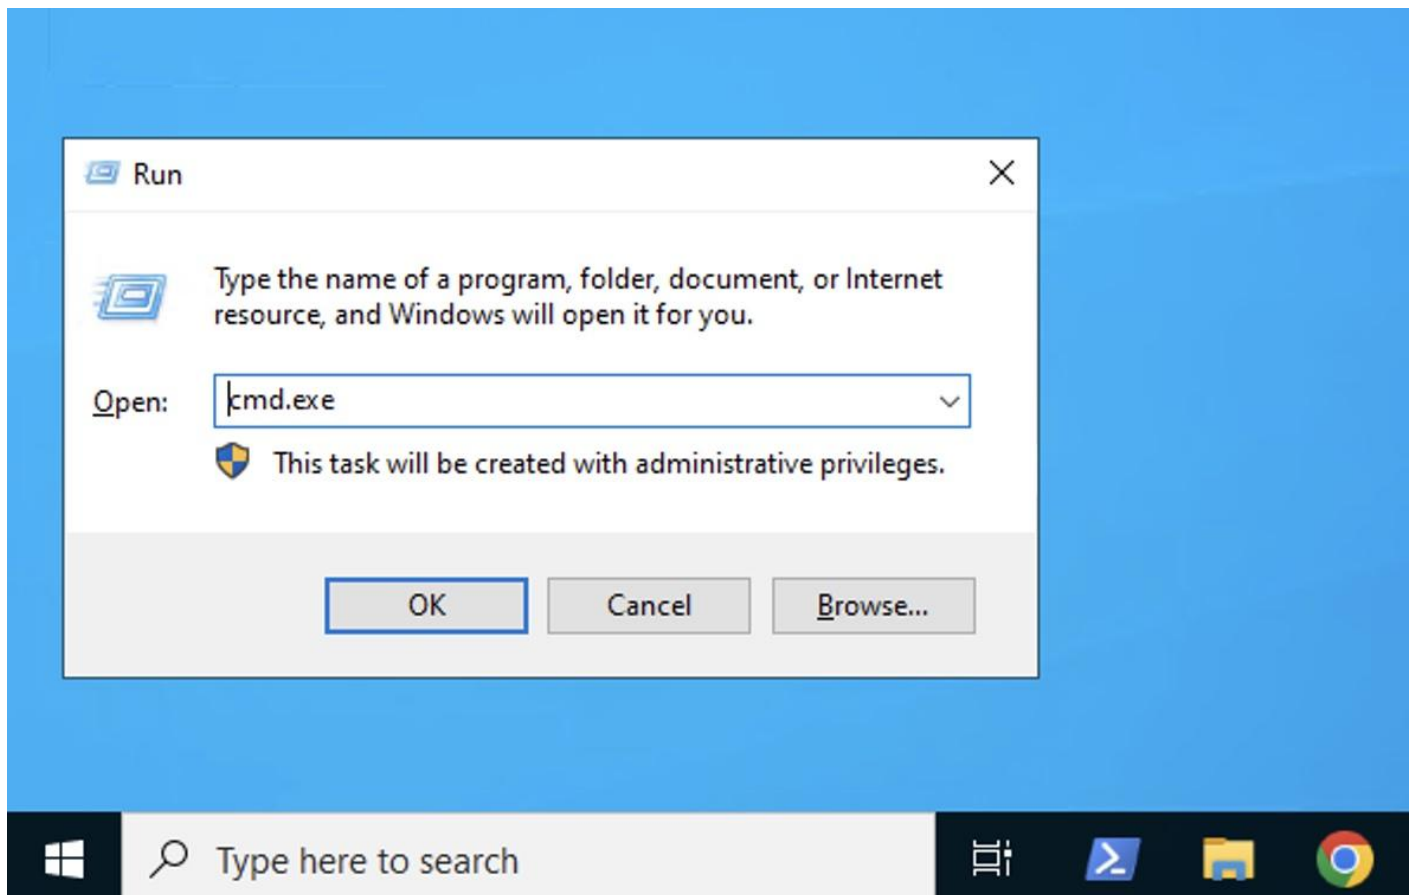 Run
Type the name of a program, folder, document, or Internet
resource, and Windows will open it for you.
Open:
cmd.exe
This task will be created with administrative privileges.
OK
Cancel
Browse...
Type here to search